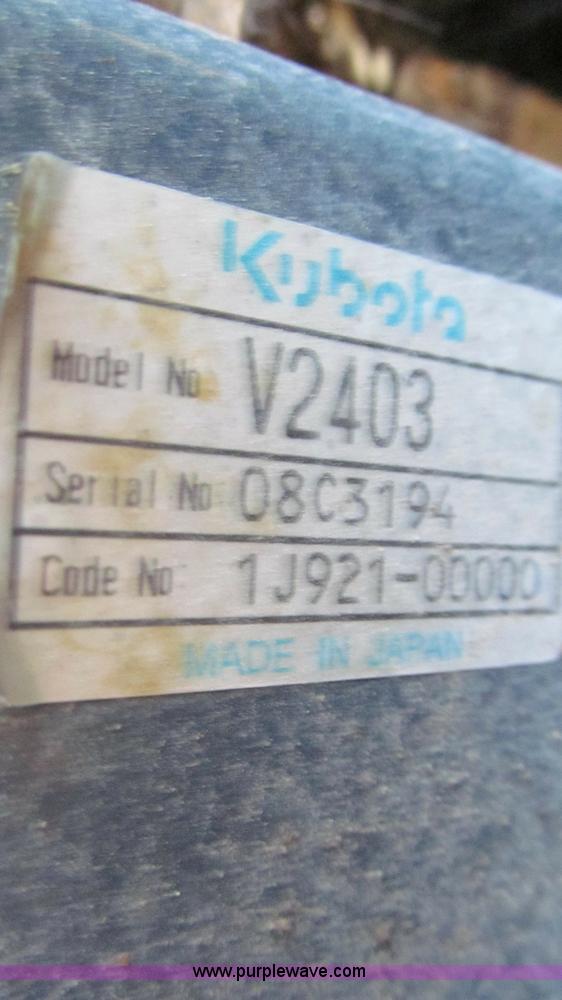 Kubota
Model No V2403
Serial No 08C3194
Code No 1J921-00000
MADE IN JAPAN
www.purplewave.com